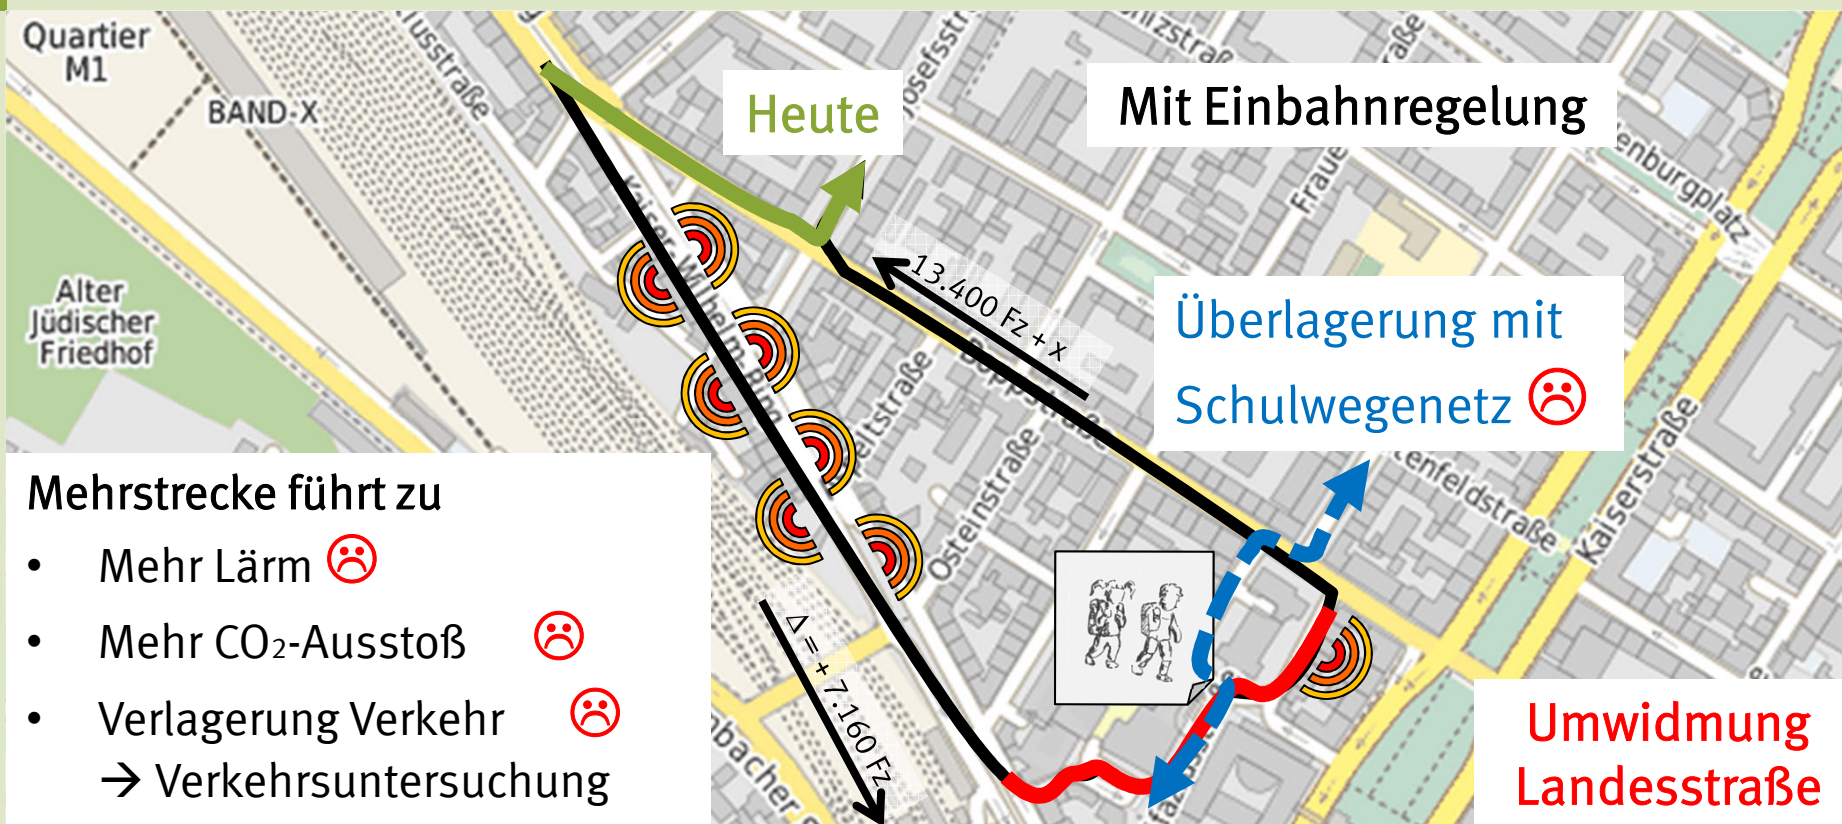 Quartier
M1
BAND-X
Heute
Mit Einbahnregelung
Alter
Jüdischer
Friedhof
13.400 Fz + x
Überlagerung mit
Schulwegenetz
Osteinstraße
Kaiserstraße
Mehrstrecke führt zu
• Mehr Lärm
• Mehr CO2-Ausstoß
• Verlagerung Verkehr
→ Verkehrsuntersuchung
Δ = + 7.160 Fz
Umwidmung
Landesstraße